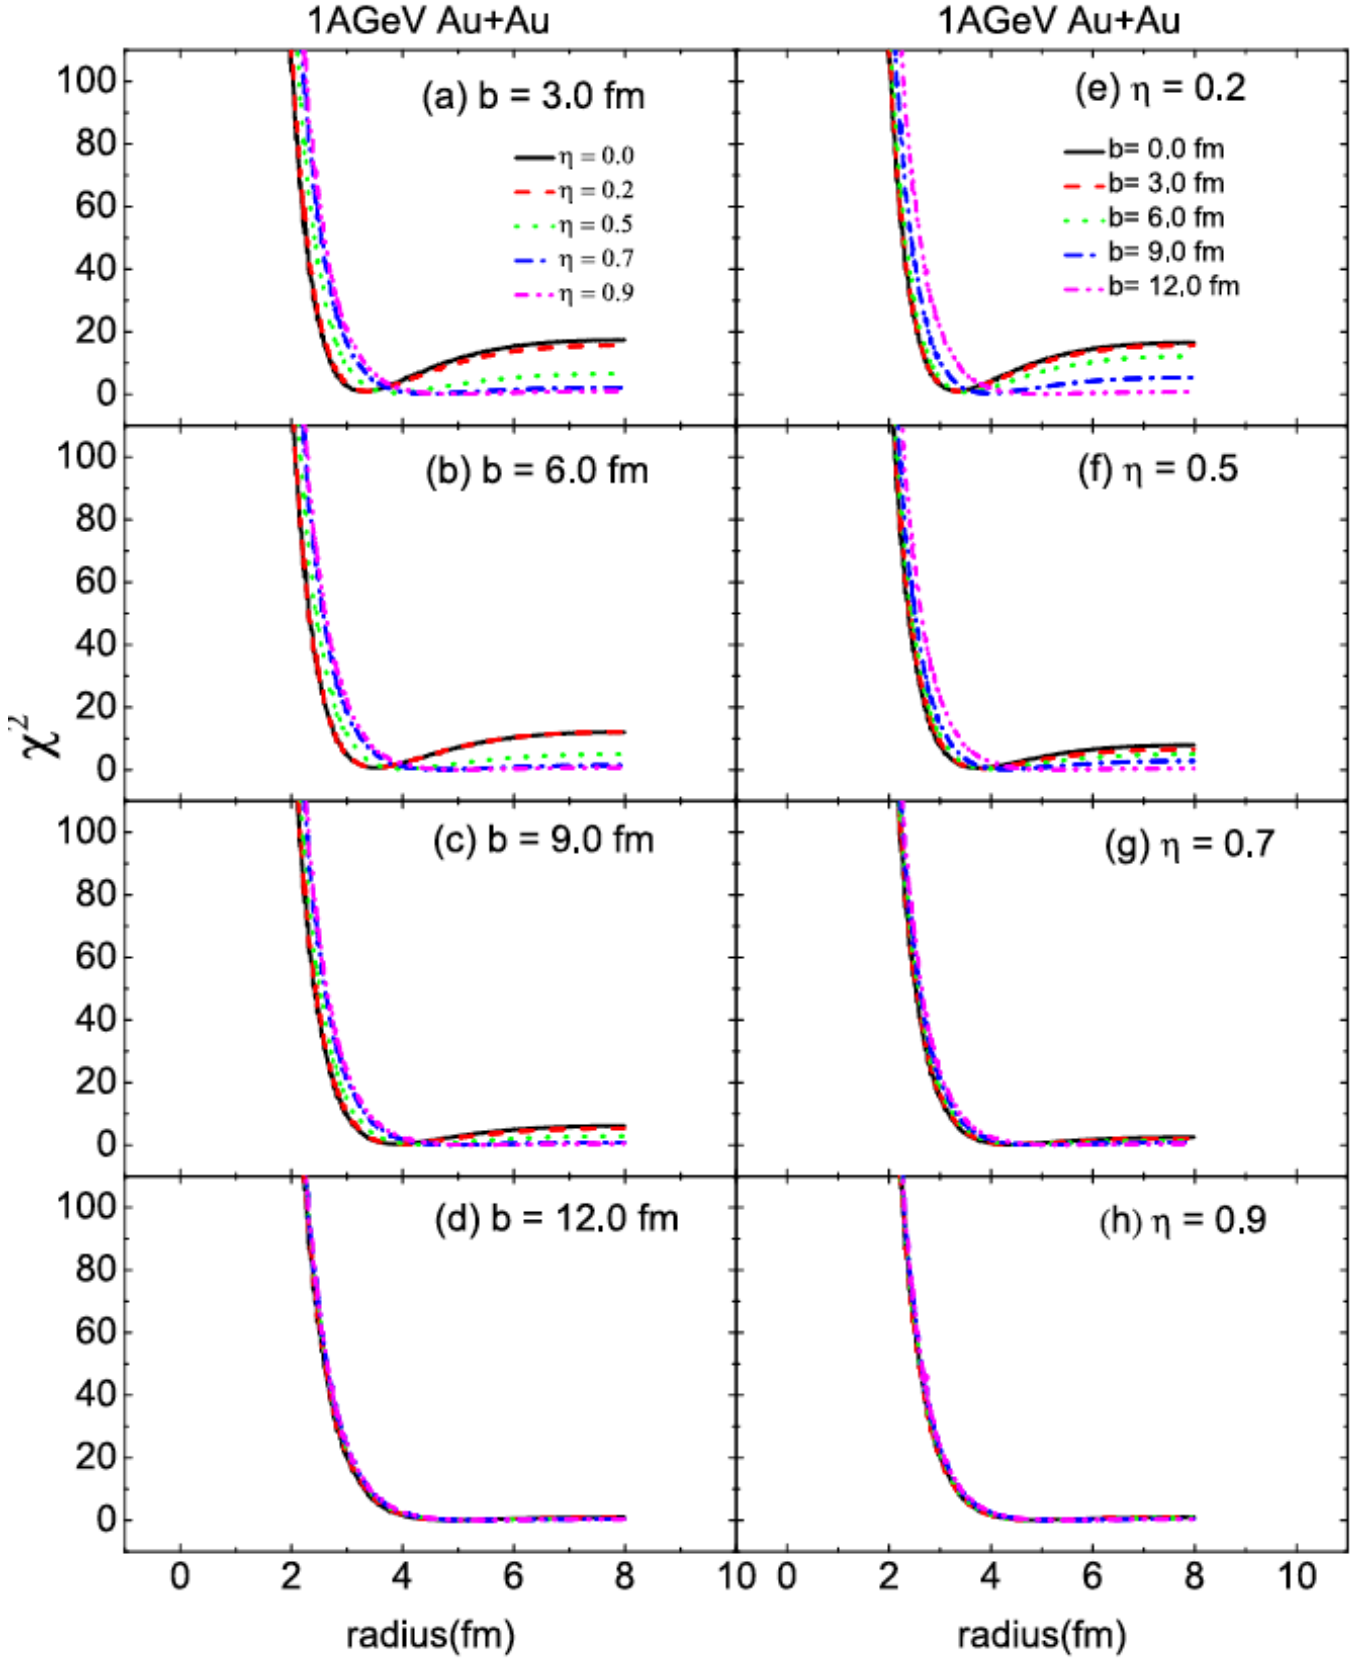 1AGeV Au+Au
1AGeV Au+Au
(a) b = 3.0 fm
η = 0.0
η = 0.2
η = 0.5
η = 0.7
η = 0.9
100
80
60
40
20
0
(e) η = 0.2
b= 0.0 fm
b= 3.0 fm
b= 6.0 fm
b= 9.0 fm
b= 12.0 fm
(b) b = 6.0 fm
100
80
60
40
20
0
(f) η = 0.5
χ²
(c) b = 9.0 fm
100
80
60
40
20
0
(g) η = 0.7
(d) b = 12.0 fm
100
80
60
40
20
0
(h) η = 0.9
0 2 4 6 8 10
0 2 4 6 8 10
radius(fm)
radius(fm)